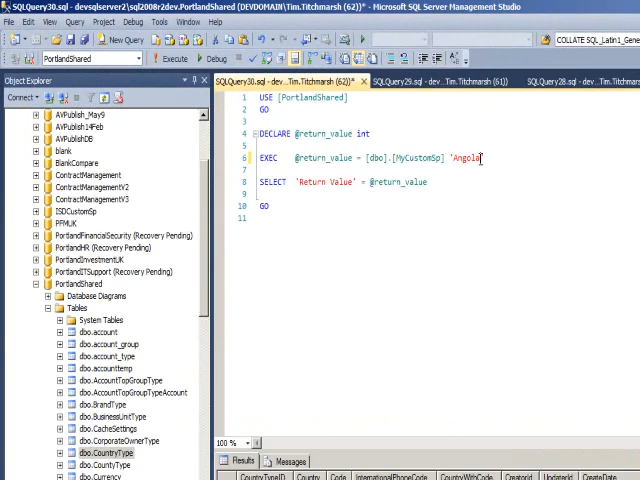 SQLQuery30.sql - devsqlserver2\sql2008r2dev.PortlandShared (DEVDOMAIN\Tim.Titchmarsh (62))* - Microsoft SQL Server Management Studio
File Edit View Query Project Debug Tools Window Community Help
New Query
COLLATE SQL_Latin1_Gene
PortlandShared Execute Debug
Object Explorer
SQLQuery30.sql - dev...Tim.Titchmarsh (62))* SQLQuery29.sql - dev...Tim.Titchmarsh (61)) SQLQuery28.sql - dev...Tim.T
Connect
AVPublish_May9
AVPublish14Feb
AVPublishDB
blank
BlankCompare
ContractManagement
ContractManagementV2
ContractManagementV3
ISDCustomSp
PFMUK
PortlandFinancialSecurity (Recovery Pending)
PortlandHR (Recovery Pending)
PortlandInvestmentUK
PortlandITSupport (Recovery Pending)
PortlandShared
Database Diagrams
Tables
System Tables
dbo.account
dbo.account_group
dbo.account_type
dbo.accounttemp
dbo.AccountTopGroupType
dbo.AccountTopGroupTypeAccount
dbo.BrandType
dbo.BusinessUnitType
dbo.CacheSettings
dbo.CorporateOwnerType
dbo.CountryType
dbo.CountyType
dbo.Currency
1 USE [PortlandShared]
2 GO
3
4 DECLARE @return_value int
5
6 EXEC @return_value = [dbo].[MyCustomSp] 'Angola
7
8 SELECT 'Return Value' = @return_value
9
10 GO
11
100 %
Results Messages
CountryTypeID Country Code InternationalPhoneCode CountryWithCode CreatorId UpdatorId CreatedDate